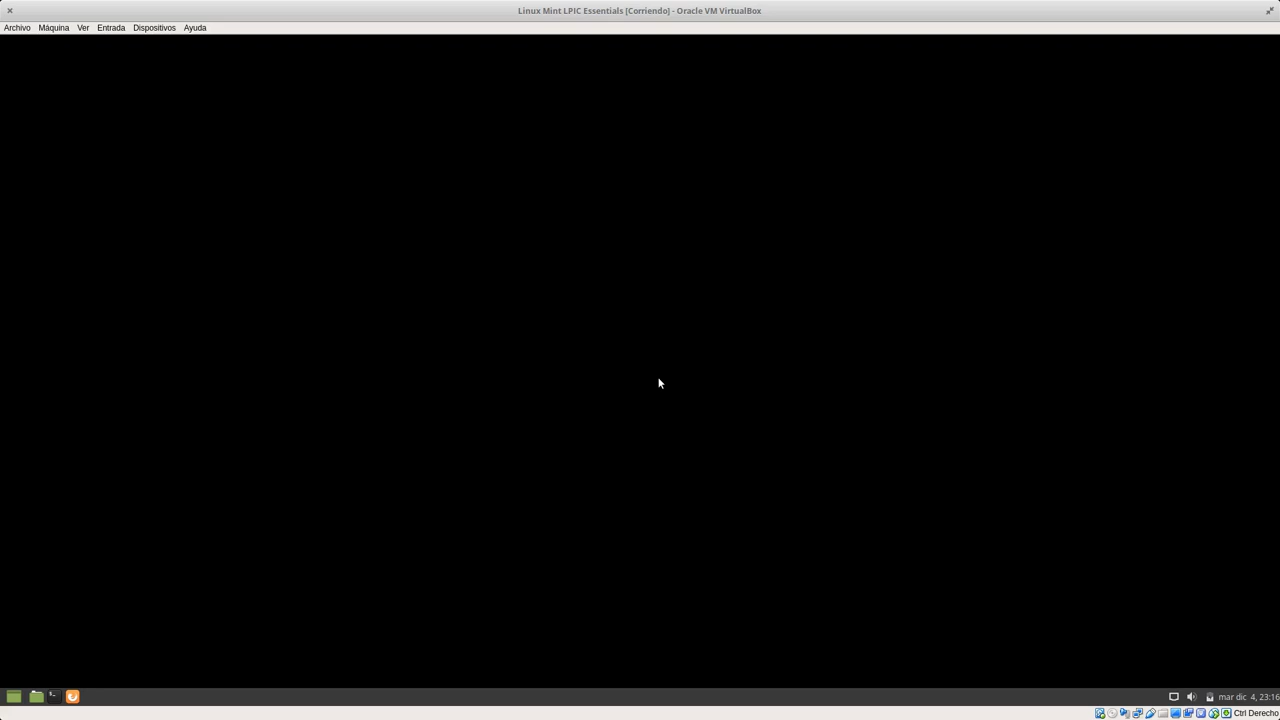 Linux Mint LPIC Essentials [Corriendo] - Oracle VM VirtualBox
Archivo Máquina Ver Entrada Dispositivos Ayuda
mar dic 4, 23:16
Ctrl Derecho